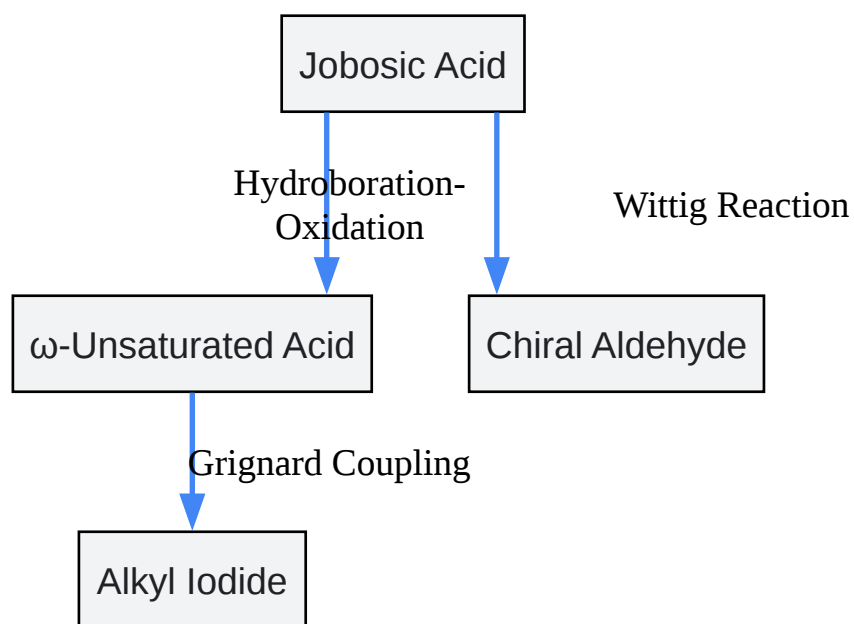 Jobosic Acid
Hydroboration-
Oxidation
Wittig Reaction
ω-Unsaturated Acid
Chiral Aldehyde
Grignard Coupling
Alkyl Iodide